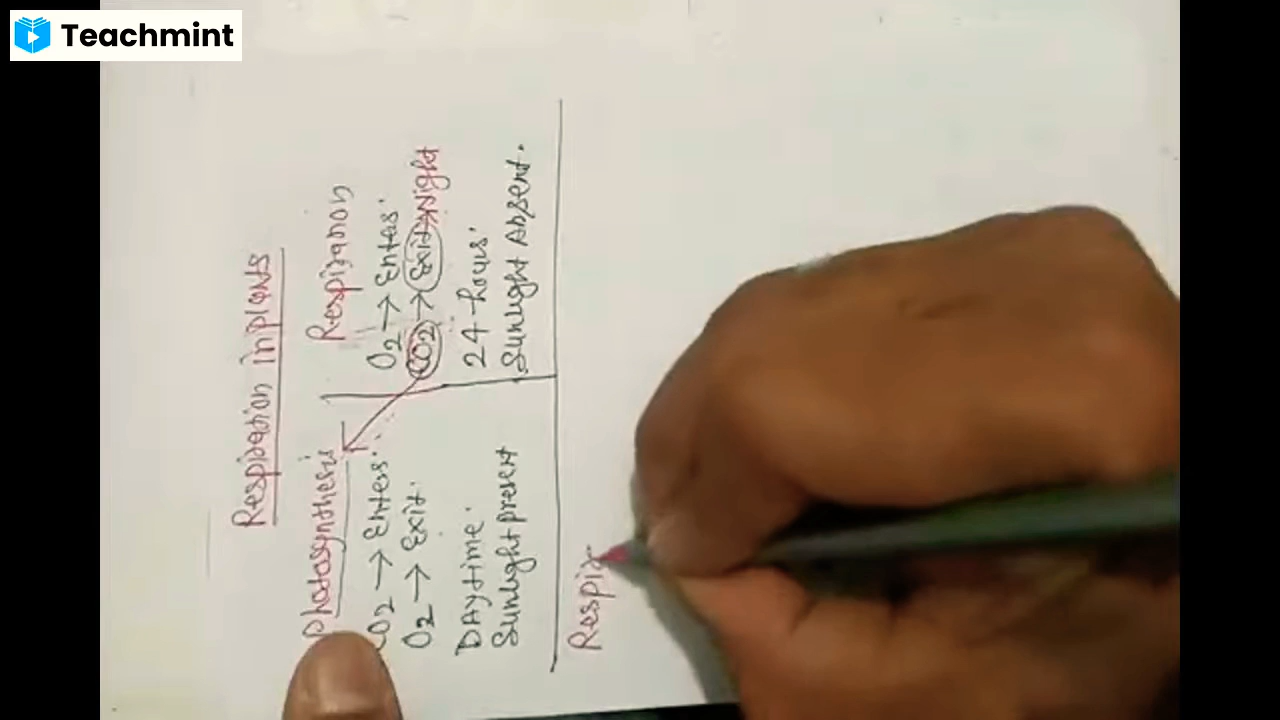 Teachmint
Respiration in plants
Photosynthesis
CO2 → Enters.
O2 → Exit.
DAytime.
Sunlight present
Respiration
O2 → Enters.
CO2 → Exit → Night
24 hours.
Sunlight Absent.
Respir